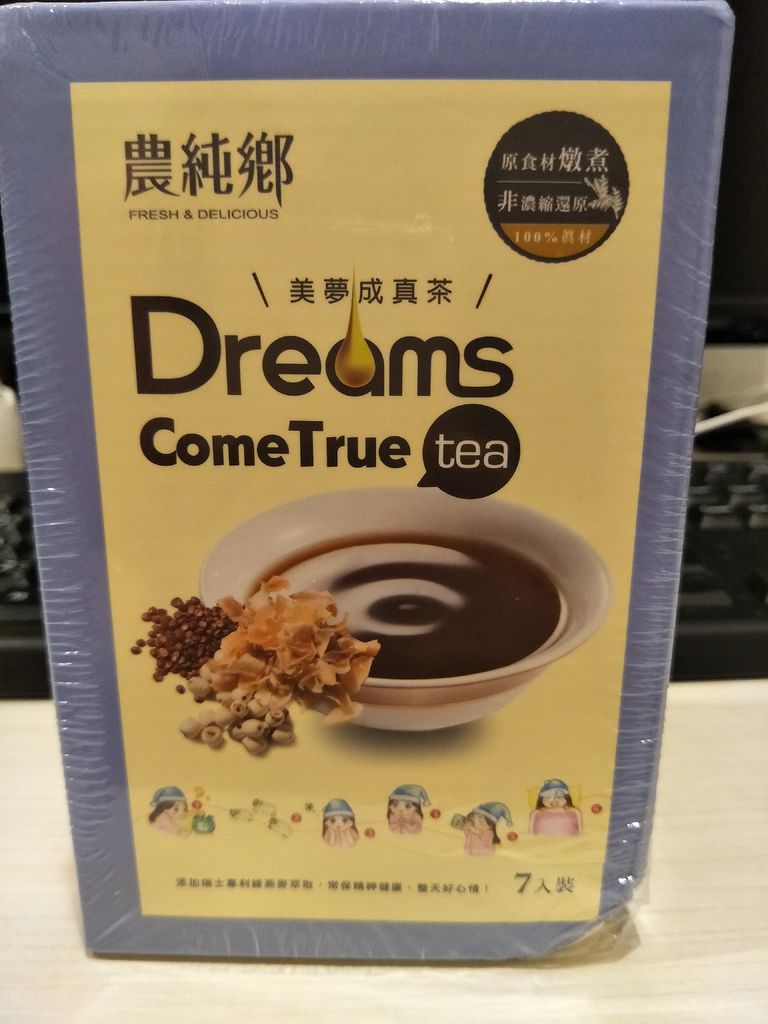 農純鄉
FRESH & DELICIOUS
原食材燉煮
非濃縮還原
100%真材
美夢成真茶
Dreams
Come True tea
添加瑞士專利綠燕麥萃取，常保精神健康、整天好心情！
7入裝